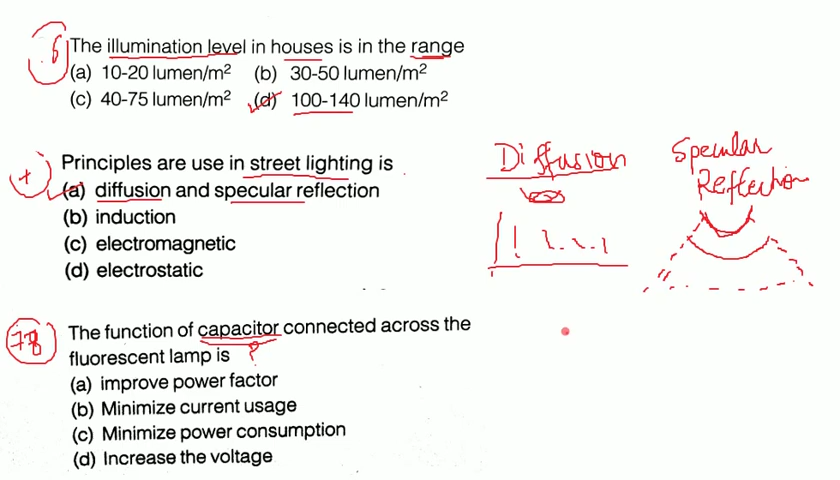 6
The illumination level in houses is in the range
(a) 10-20 lumen/m² (b) 30-50 lumen/m²
(c) 40-75 lumen/m² (d) 100-140 lumen/m²
Principles are use in street lighting is
(a) diffusion and specular reflection
(b) induction
(c) electromagnetic
(d) electrostatic
Diffusion
Specular
Reflection
The function of capacitor connected across the
fluorescent lamp is ?
(a) improve power factor
(b) Minimize current usage
(c) Minimize power consumption
(d) Increase the voltage